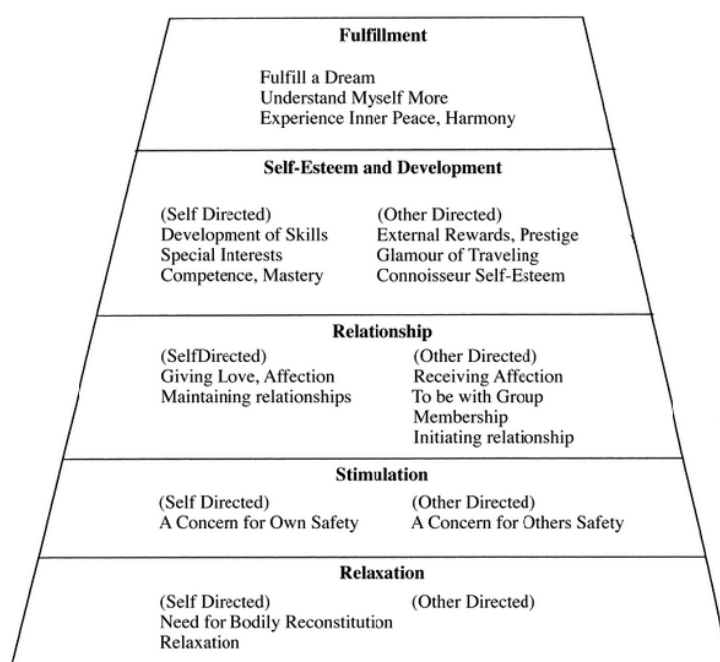 Fulfillment
Fulfill a Dream
Understand Myself More
Experience Inner Peace, Harmony
Self-Esteem and Development
(Self Directed) (Other Directed)
Development of Skills External Rewards, Prestige
Special Interests Glamour of Traveling
Competence, Mastery Connoisseur Self-Esteem
Relationship
(SelfDirected) (Other Directed)
Giving Love, Affection Receiving Affection
Maintaining relationships To be with Group
Membership
Initiating relationship
Stimulation
(Self Directed) (Other Directed)
A Concern for Own Safety A Concern for Others Safety
Relaxation
(Self Directed) (Other Directed)
Need for Bodily Reconstitution
Relaxation